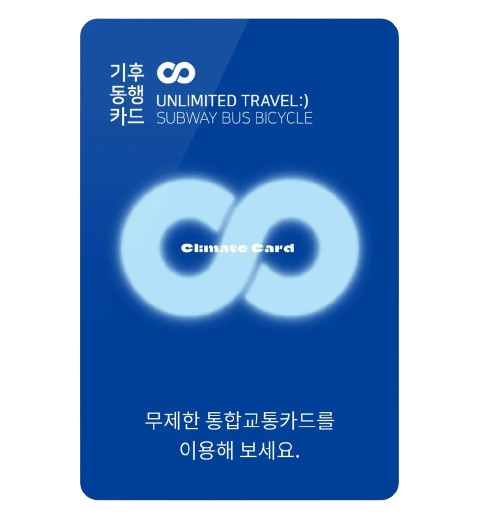 기후
동행
카드
UNLIMITED TRAVEL:)
SUBWAY BUS BICYCLE
Climate Card
무제한 통합교통카드를
이용해 보세요.